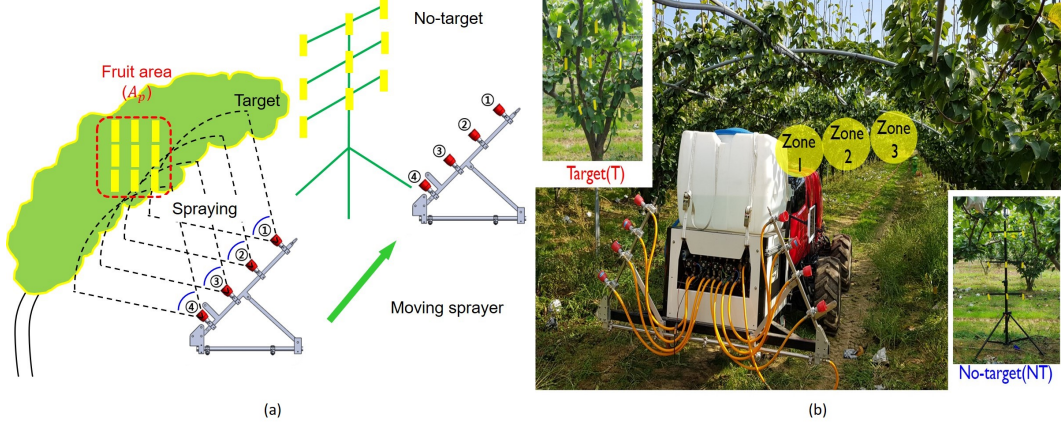 No-target
Fruit area
(Aₚ)
Target
①
②
③
④
Spraying
①
②
③
④
Moving sprayer
(a)
Target(T)
Zone
1
Zone
2
Zone
3
No-target(NT)
(b)